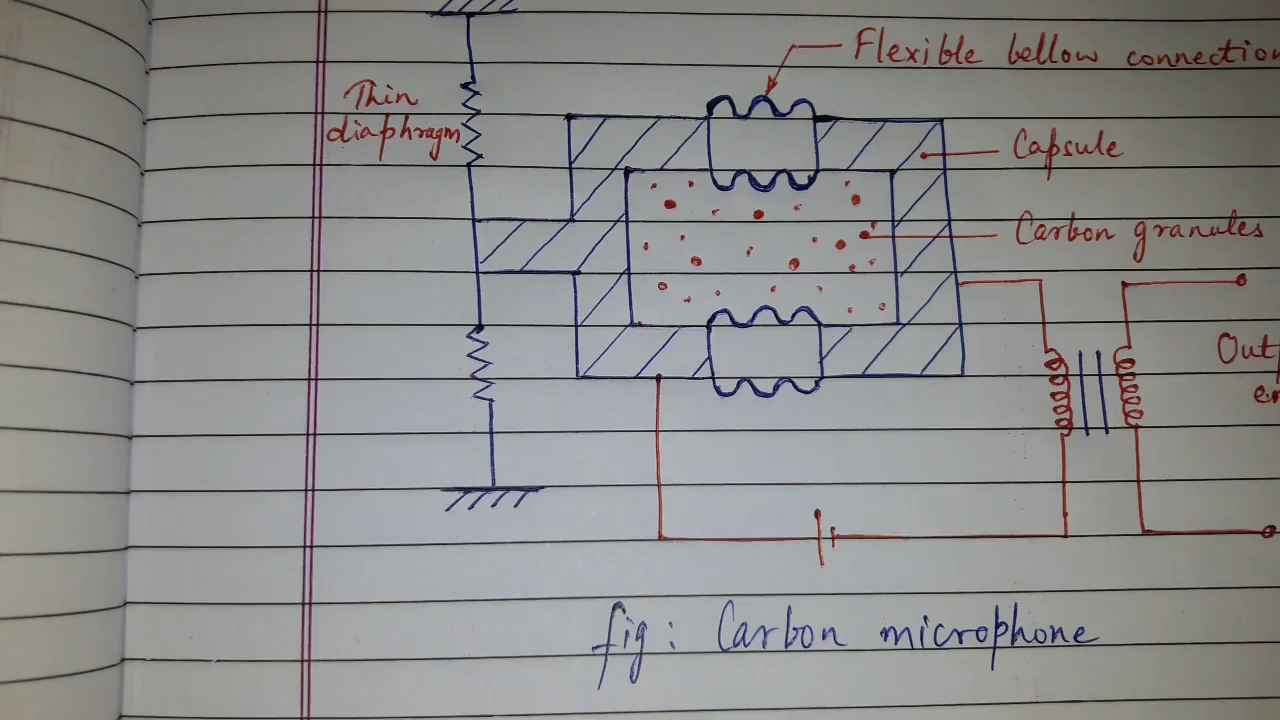 Flexible bellow connection
Thin
diaphragm
Capsule
Carbon granules
fig: Carbon microphone